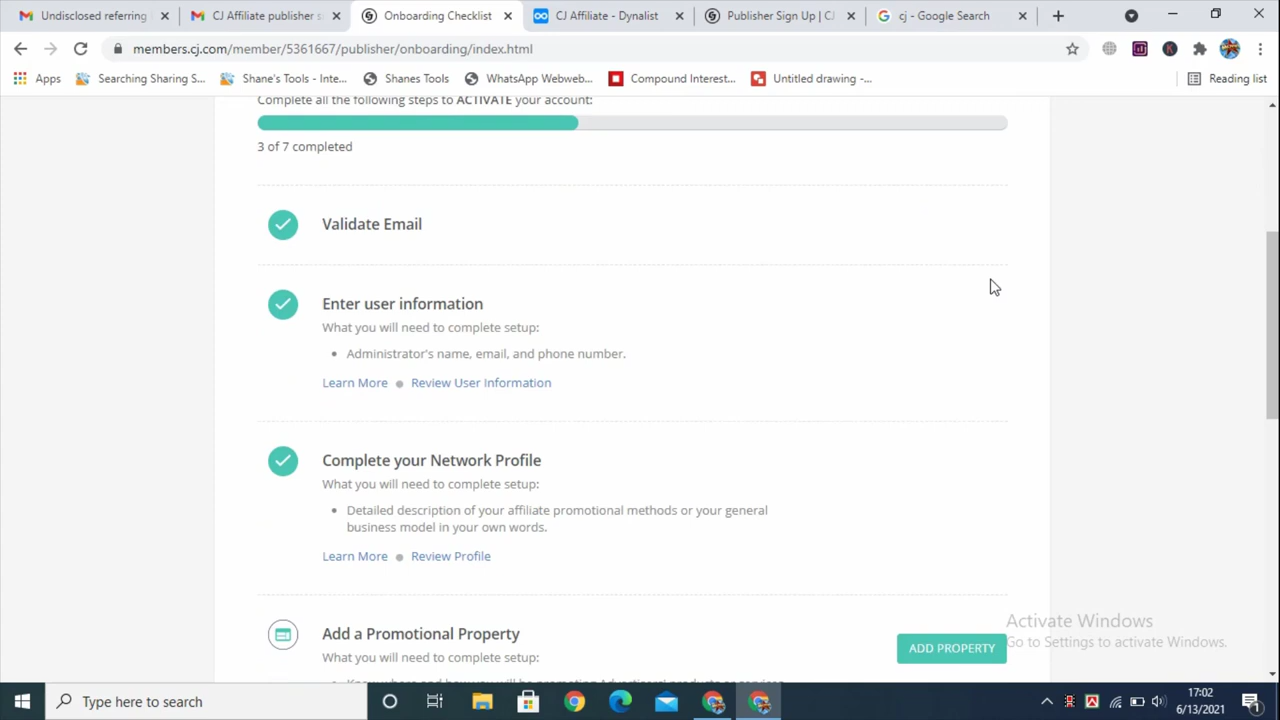 Undisclosed referring
CJ Affiliate publisher s
Onboarding Checklist
CJ Affiliate - Dynalist
Publisher Sign Up | CJ
cj - Google Search
members.cj.com/member/5361667/publisher/onboarding/index.html
Apps
Searching Sharing S...
Shane's Tools - Inte...
Shanes Tools
WhatsApp Webweb...
Compound Interest...
Untitled drawing -...
Reading list
Complete all the following steps to ACTIVATE your account:
3 of 7 completed
Validate Email
Enter user information
What you will need to complete setup:
• Administrator's name, email, and phone number.
Learn More ● Review User Information
Complete your Network Profile
What you will need to complete setup:
• Detailed description of your affiliate promotional methods or your general
business model in your own words.
Learn More ● Review Profile
Add a Promotional Property
ADD PROPERTY
What you will need to complete setup:
Activate Windows
Go to Settings to activate Windows.
Type here to search
17:02
6/13/2021
1